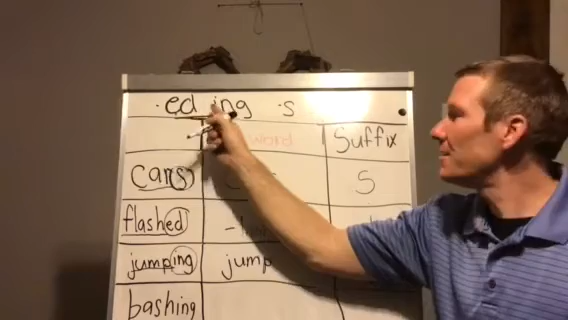 ·ed ing ·s
word Suffix
cars S
flashed
jumping jump
bashing